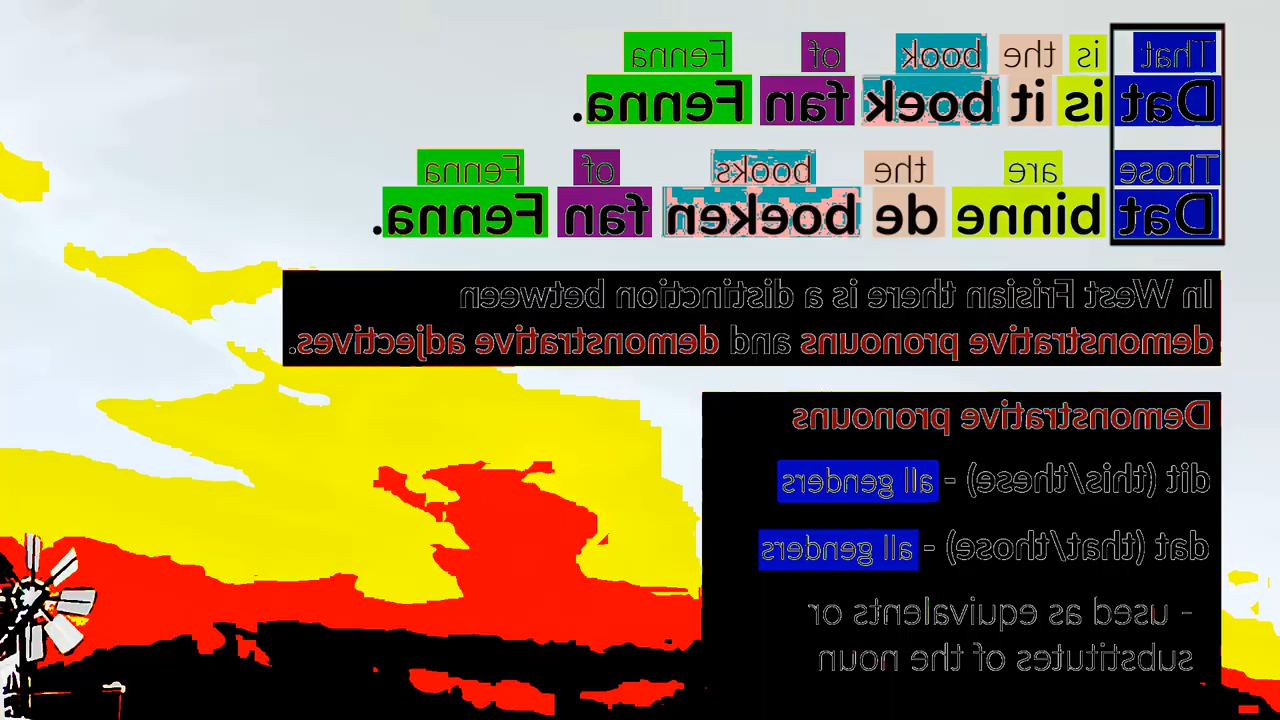 That is the book of Fenna
Dat is it boek fan Fenna.
Those are the books of Fenna
Dat binne de boeken fan Fenna.
In West Frisian there is a distinction between
demonstrative pronouns and demonstrative adjectives.
Demonstrative pronouns
dit (this/these) - all genders
dat (that/those) - all genders
- used as equivalents or
substitutes of the noun